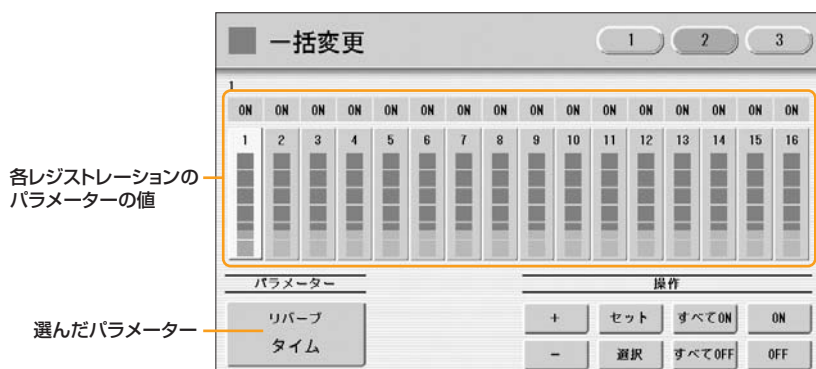 一括変更
1 2 3
1
ON ON ON ON ON ON ON ON ON ON ON ON ON ON ON ON
1 2 3 4 5 6 7 8 9 10 11 12 13 14 15 16
各レジストレーションの
パラメーターの値
パラメーター
操作
選んだパラメーター
リバーブ
タイム
+ セット すべてON ON
- 選択 すべてOFF OFF